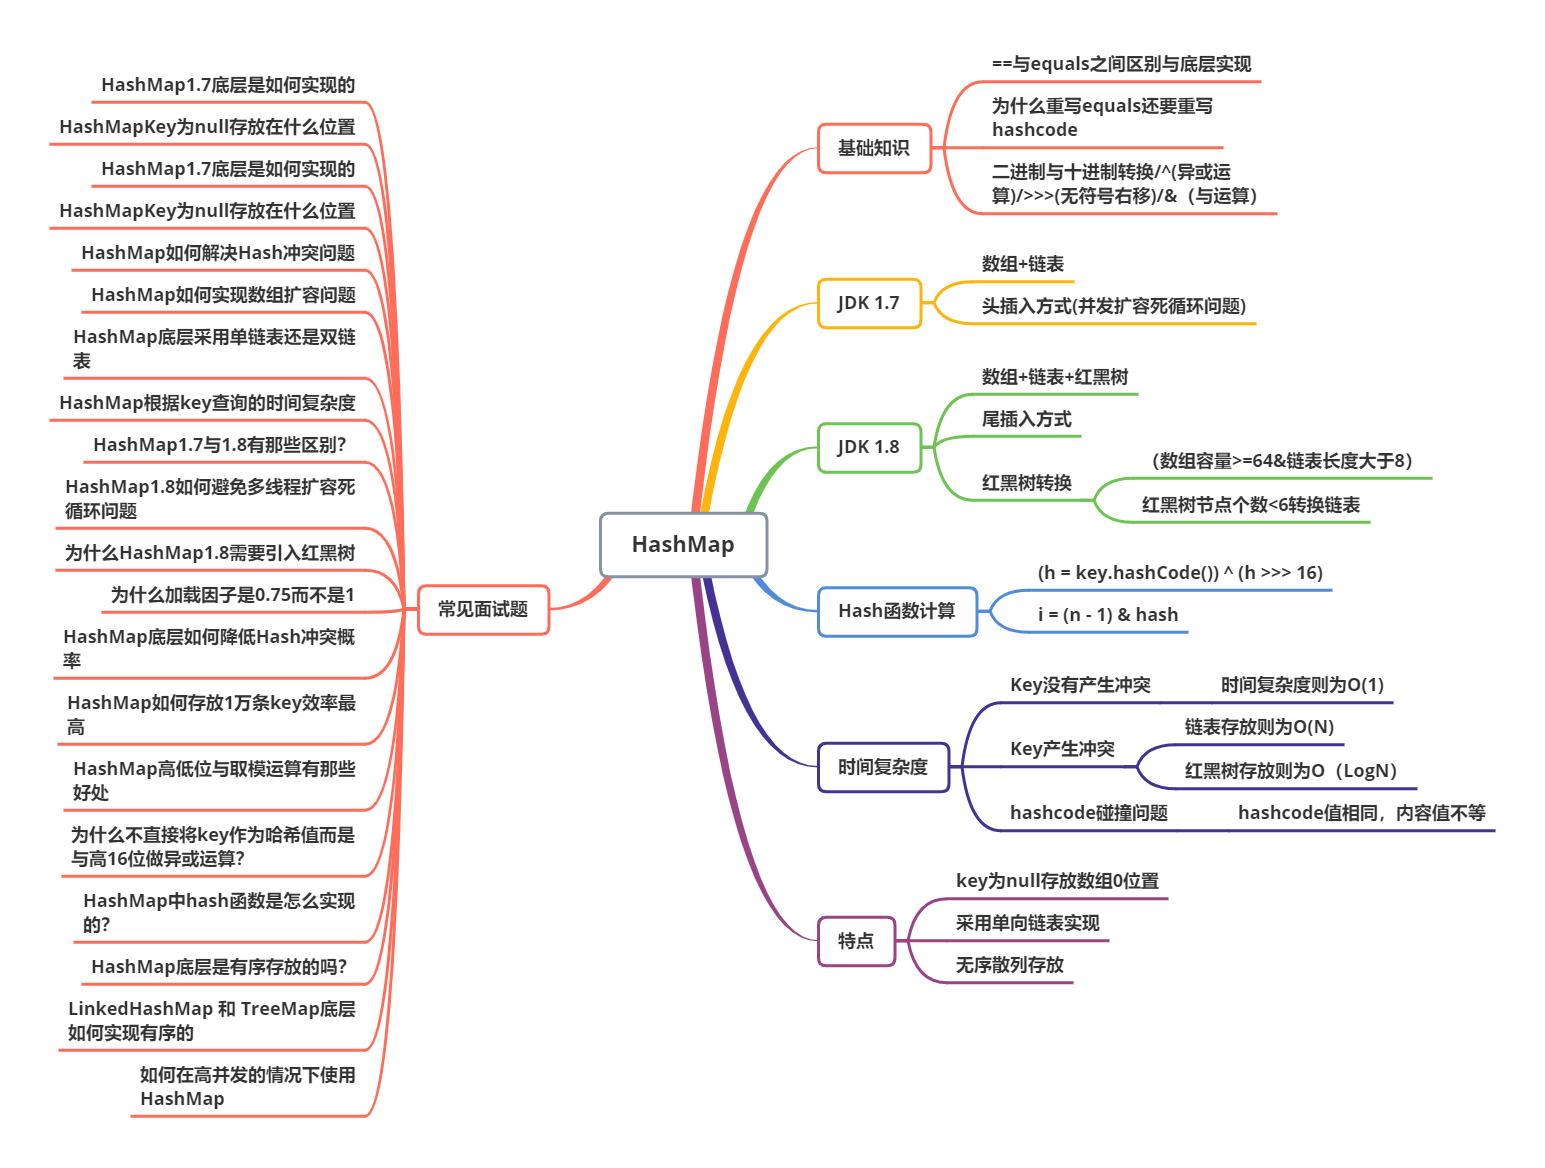 HashMap
基础知识
==与equals之间区别与底层实现
为什么重写equals还要重写
hashcode
二进制与十进制转换/^(异或运
算)/>>>(无符号右移)/&（与运算）
JDK 1.7
数组+链表
头插入方式(并发扩容死循环问题)
JDK 1.8
数组+链表+红黑树
尾插入方式
红黑树转换
（数组容量>=64&链表长度大于8）
红黑树节点个数<6转换链表
Hash函数计算
(h = key.hashCode()) ^ (h >>> 16)
i = (n - 1) & hash
时间复杂度
Key没有产生冲突
时间复杂度则为O(1)
Key产生冲突
链表存放则为O(N)
红黑树存放则为O（LogN）
hashcode碰撞问题
hashcode值相同，内容值不等
特点
key为null存放数组0位置
采用单向链表实现
无序散列存放
常见面试题
HashMap1.7底层是如何实现的
HashMapKey为null存放在什么位置
HashMap1.7底层是如何实现的
HashMapKey为null存放在什么位置
HashMap如何解决Hash冲突问题
HashMap如何实现数组扩容问题
HashMap底层采用单链表还是双链
表
HashMap根据key查询的时间复杂度
HashMap1.7与1.8有那些区别?
HashMap1.8如何避免多线程扩容死
循环问题
为什么HashMap1.8需要引入红黑树
为什么加载因子是0.75而不是1
HashMap底层如何降低Hash冲突概
率
HashMap如何存放1万条key效率最
高
HashMap高低位与取模运算有那些
好处
为什么不直接将key作为哈希值而是
与高16位做异或运算?
HashMap中hash函数是怎么实现
的?
HashMap底层是有序存放的吗?
LinkedHashMap 和 TreeMap底层
如何实现有序的
如何在高并发的情况下使用
HashMap